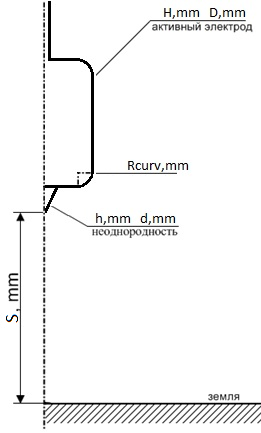 H,mm D,mm
активный электрод
Rcurv,mm
h,mm d,mm
неоднородность
S, mm
земля